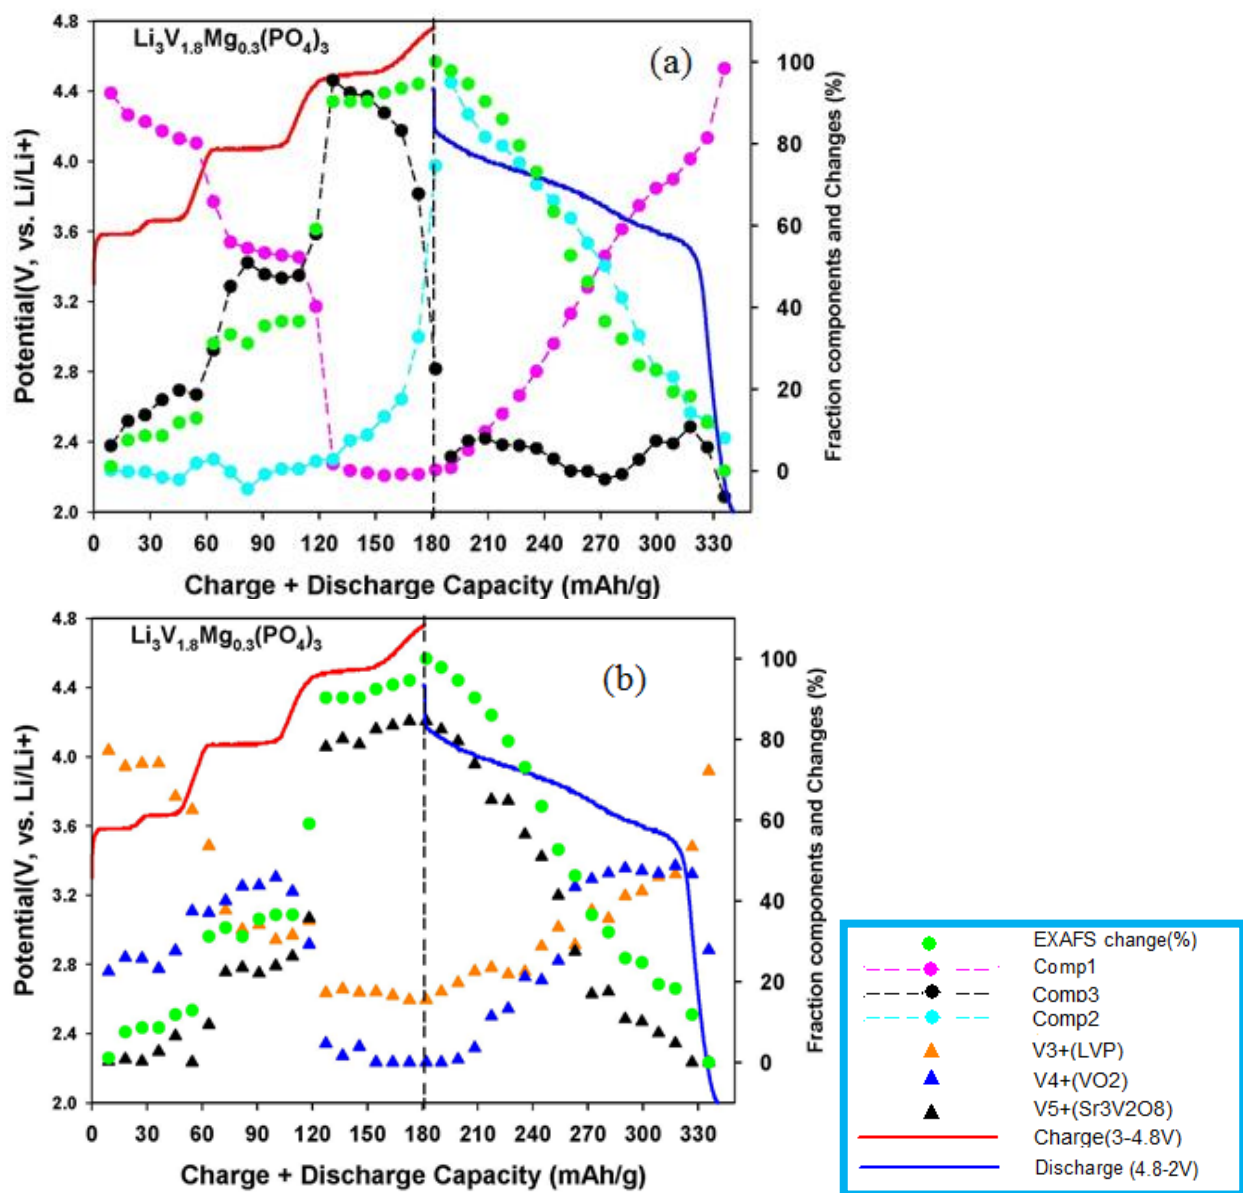 Li3V1.8Mg0.3(PO4)3
(a)
Potential(V, vs. Li/Li+)
4.8
4.4
4.0
3.6
3.2
2.8
2.4
2.0
100
80
60
40
20
0
Fraction components and Changes (%)
0 30 60 90 120 150 180 210 240 270 300 330
Charge + Discharge Capacity (mAh/g)
Li3V1.8Mg0.3(PO4)3
(b)
Potential(V, vs. Li/Li+)
4.8
4.4
4.0
3.6
3.2
2.8
2.4
2.0
100
80
60
40
20
0
Fraction components and Changes (%)
0 30 60 90 120 150 180 210 240 270 300 330
Charge + Discharge Capacity (mAh/g)
EXAFS change(%)
Comp1
Comp3
Comp2
V3+(LVP)
V4+(VO2)
V5+(Sr3V2O8)
Charge(3-4.8V)
Discharge (4.8-2V)